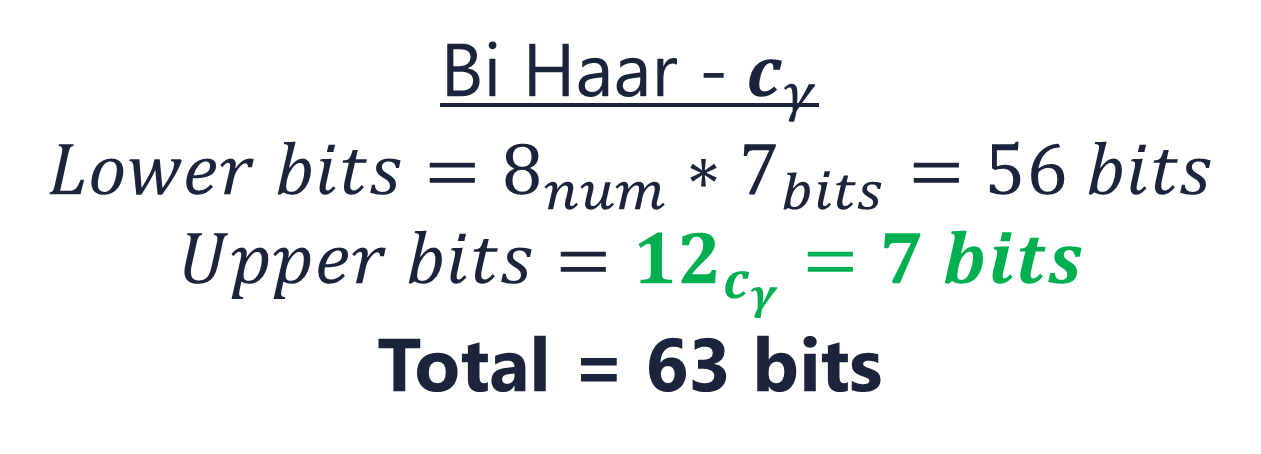 Bi Haar - c_γ
Lower bits = 8_num * 7_bits = 56 bits
Upper bits = 12_c_γ = 7 bits
Total = 63 bits